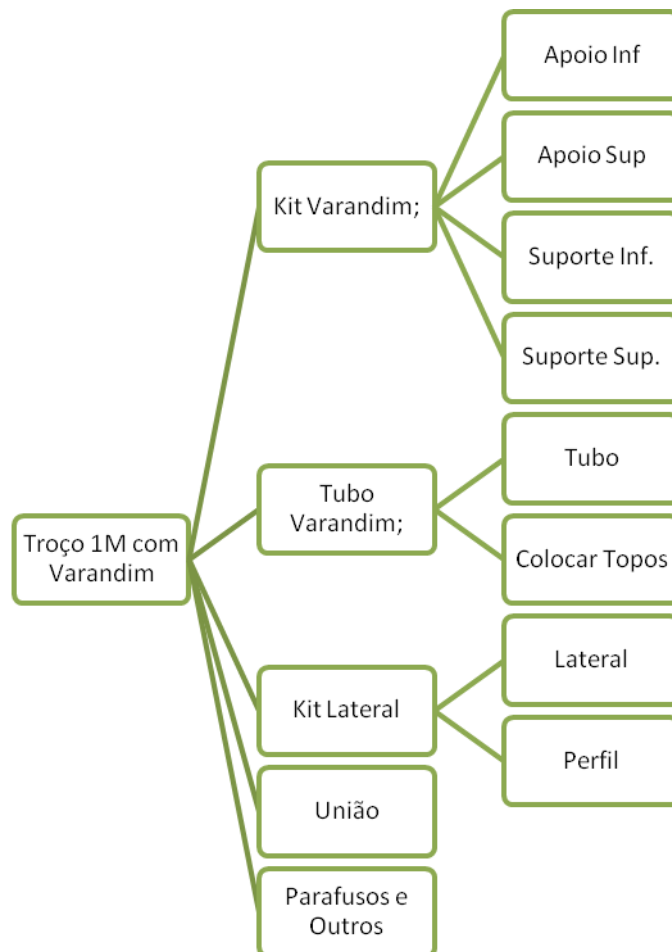 Troço 1M com
Varandim
Kit Varandim;
Apoio Inf
Apoio Sup
Suporte Inf.
Suporte Sup.
Tubo
Varandim;
Tubo
Colocar Topos
Kit Lateral
Lateral
Perfil
União
Parafusos e
Outros